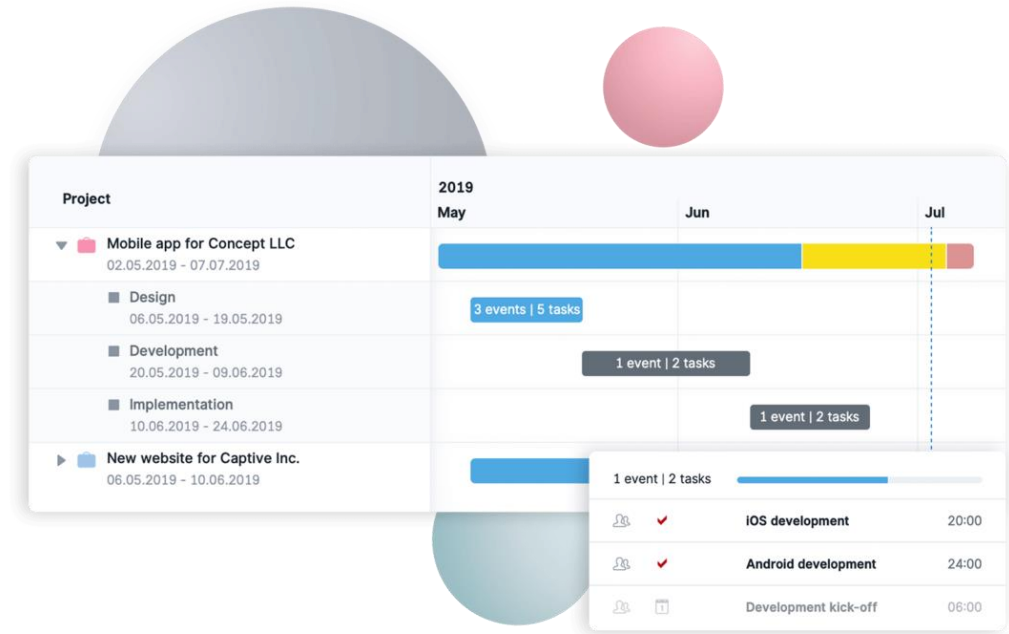 Project
2019
May Jun Jul
Mobile app for Concept LLC
02.05.2019 - 07.07.2019
Design
06.05.2019 - 19.05.2019
3 events | 5 tasks
Development
20.05.2019 - 09.06.2019
1 event | 2 tasks
Implementation
10.06.2019 - 24.06.2019
1 event | 2 tasks
New website for Captive Inc.
06.05.2019 - 10.06.2019
1 event | 2 tasks
iOS development 20:00
Android development 24:00
1 Development kick-off 06:00